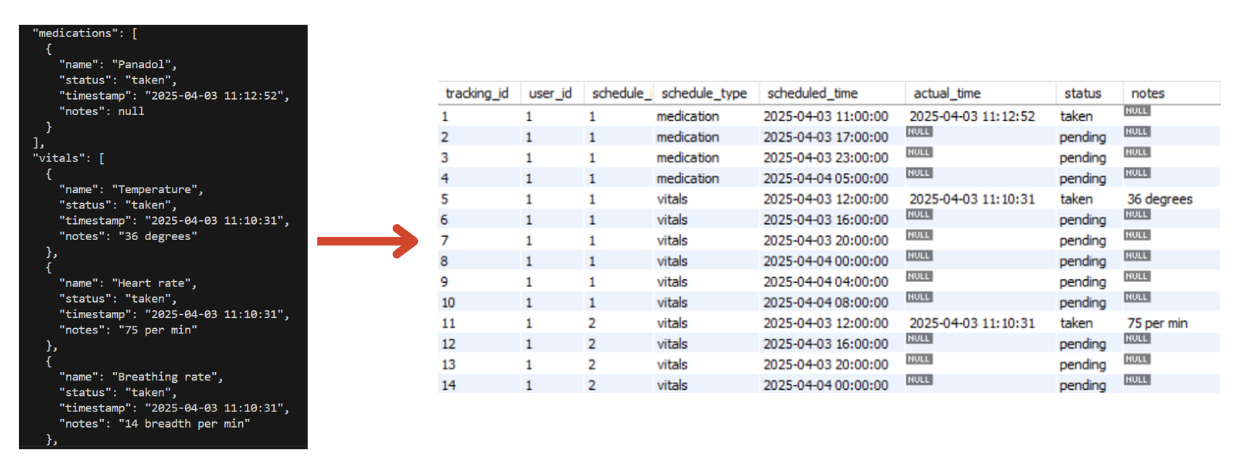 "medications": [
{
"name": "Panadol",
"status": "taken",
"timestamp": "2025-04-03 11:12:52",
"notes": null
}
],
"vitals": [
{
"name": "Temperature",
"status": "taken",
"timestamp": "2025-04-03 11:10:31",
"notes": "36 degrees"
},
{
"name": "Heart rate",
"status": "taken",
"timestamp": "2025-04-03 11:10:31",
"notes": "75 per min"
},
{
"name": "Breathing rate",
"status": "taken",
"timestamp": "2025-04-03 11:10:31",
"notes": "14 breadth per min"
},
tracking_id user_id schedule_ schedule_type scheduled_time actual_time status notes
1 1 1 medication 2025-04-03 11:00:00 2025-04-03 11:12:52 taken NULL
2 1 1 medication 2025-04-03 17:00:00 NULL pending NULL
3 1 1 medication 2025-04-03 23:00:00 NULL pending NULL
4 1 1 medication 2025-04-04 05:00:00 NULL pending NULL
5 1 1 vitals 2025-04-03 12:00:00 2025-04-03 11:10:31 taken 36 degrees
6 1 1 vitals 2025-04-03 16:00:00 NULL pending NULL
7 1 1 vitals 2025-04-03 20:00:00 NULL pending NULL
8 1 1 vitals 2025-04-04 00:00:00 NULL pending NULL
9 1 1 vitals 2025-04-04 04:00:00 NULL pending NULL
10 1 1 vitals 2025-04-04 08:00:00 NULL pending NULL
11 1 2 vitals 2025-04-03 12:00:00 2025-04-03 11:10:31 taken 75 per min
12 1 2 vitals 2025-04-03 16:00:00 NULL pending NULL
13 1 2 vitals 2025-04-03 20:00:00 NULL pending NULL
14 1 2 vitals 2025-04-04 00:00:00 NULL pending NULL